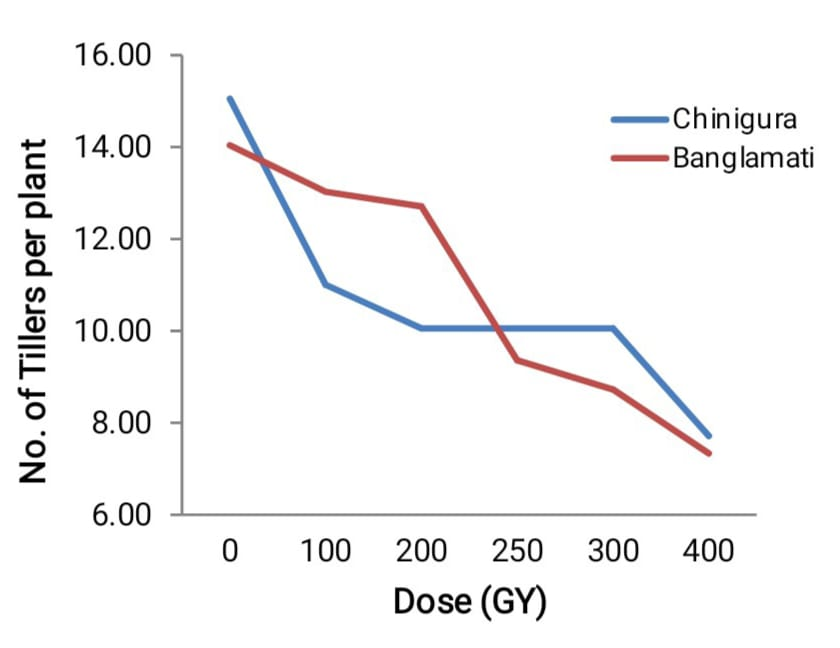 16.00
14.00
12.00
10.00
8.00
6.00
No. of Tillers per plant
Chinigura
Banglamati
0 100 200 250 300 400
Dose (GY)